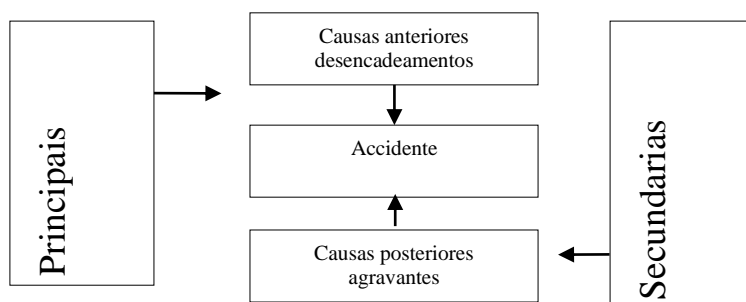 Principais
Causas anteriores
desencadeamentos
Accidente
Causas posteriores
agravantes
Secundarias